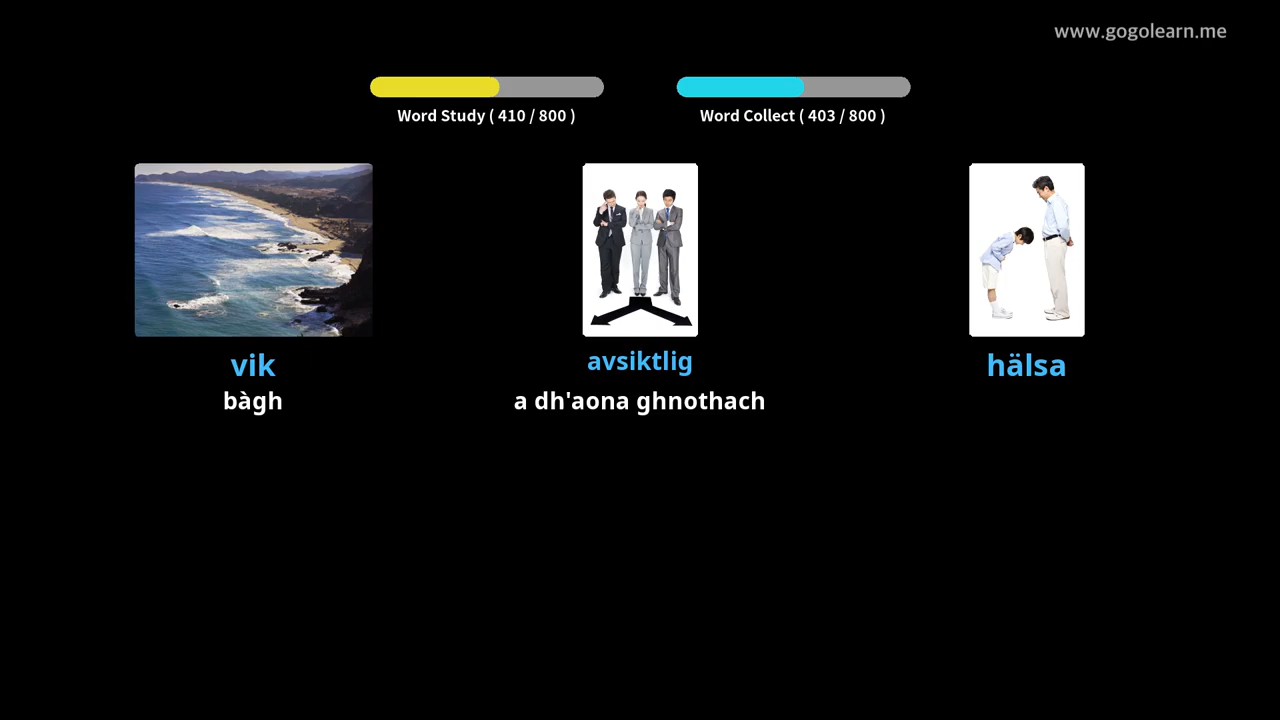 www.gogolearn.me
Word Study ( 410 / 800 )
Word Collect ( 403 / 800 )
vik
bàgh
avsiktlig
a dh'aona ghnothach
hälsa